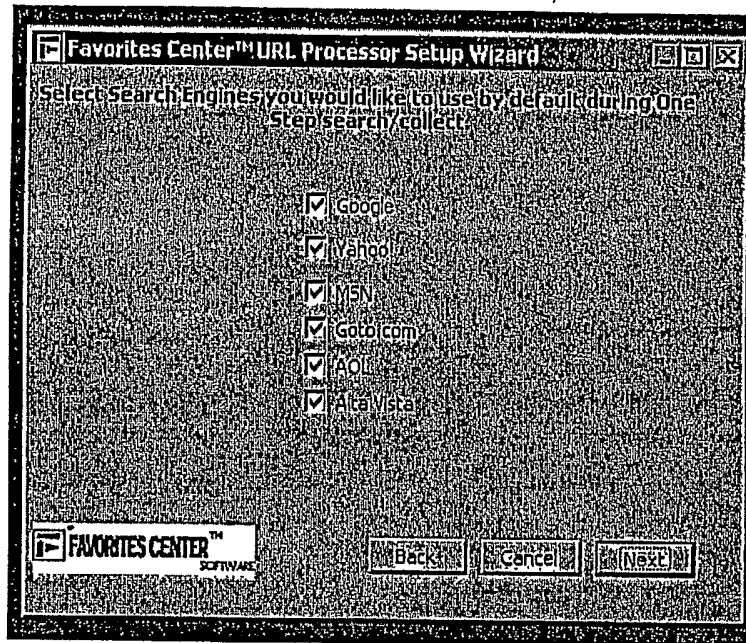 Favorites Center™ URL Processor Setup Wizard
Select Search Engines you would like to use by default during One
Step search/collect.
Google
Yahoo!
MSN
Goto.com
AOL
Alta Vista
FAVORITES CENTER™
SOFTWARE
Back
Cancel
Next